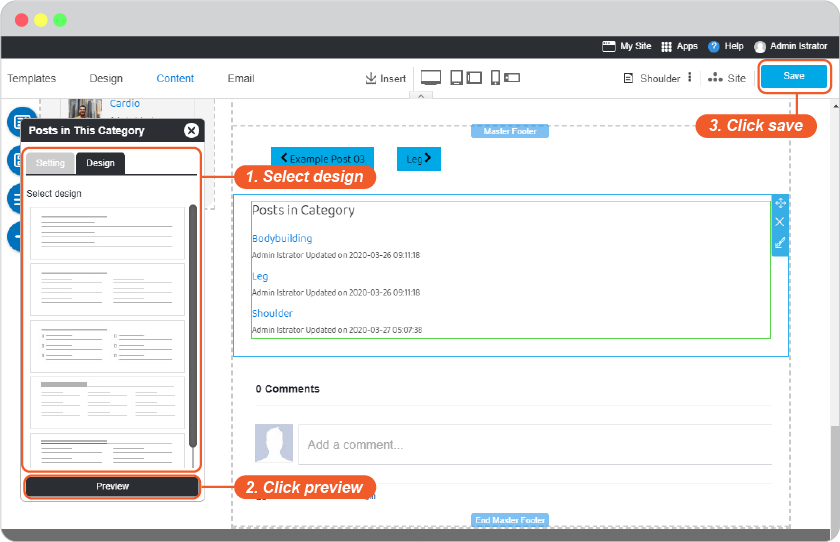 My Site Apps ? Help Admin Istrator
Templates Design Content Email Insert Shoulder Site Save
3. Click save
Cardio
Posts in This Category
Setting Design
Select design
Preview
1. Select design
2. Click preview
Master Footer
Example Post 03 Leg
Posts in Category
Bodybuilding
Admin Istrator Updated on 2020-03-26 09:11:18
Leg
Admin Istrator Updated on 2020-03-26 09:11:18
Shoulder
Admin Istrator Updated on 2020-03-27 05:07:38
0 Comments
Add a comment...
End Master Footer